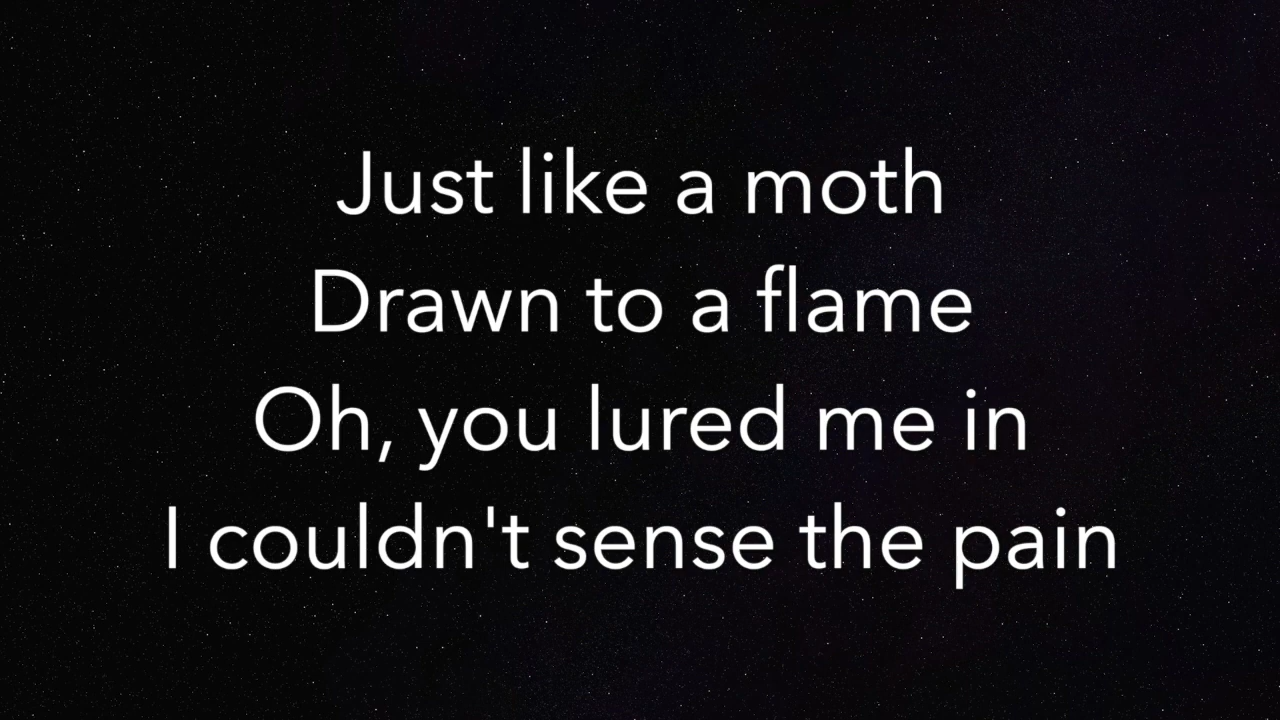 Just like a moth
Drawn to a flame
Oh, you lured me in
I couldn't sense the pain